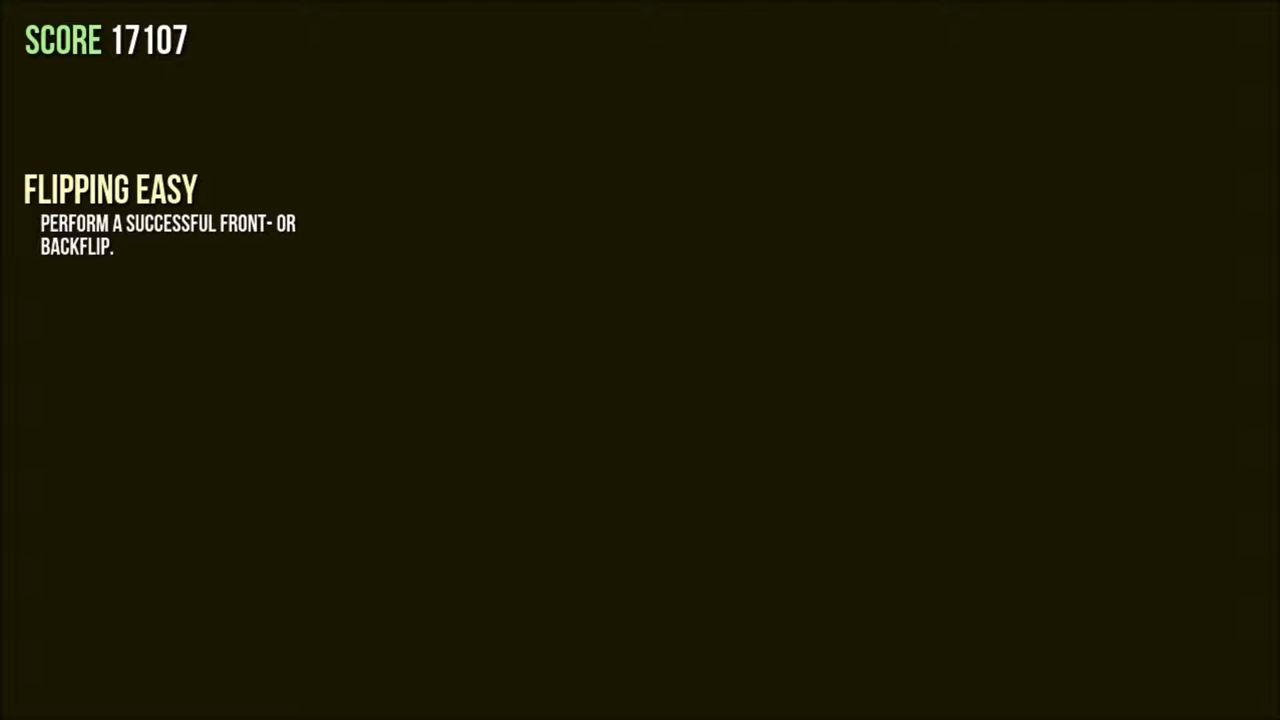 SCORE 17107
FLIPPING EASY
PERFORM A SUCCESSFUL FRONT- OR
BACKFLIP.